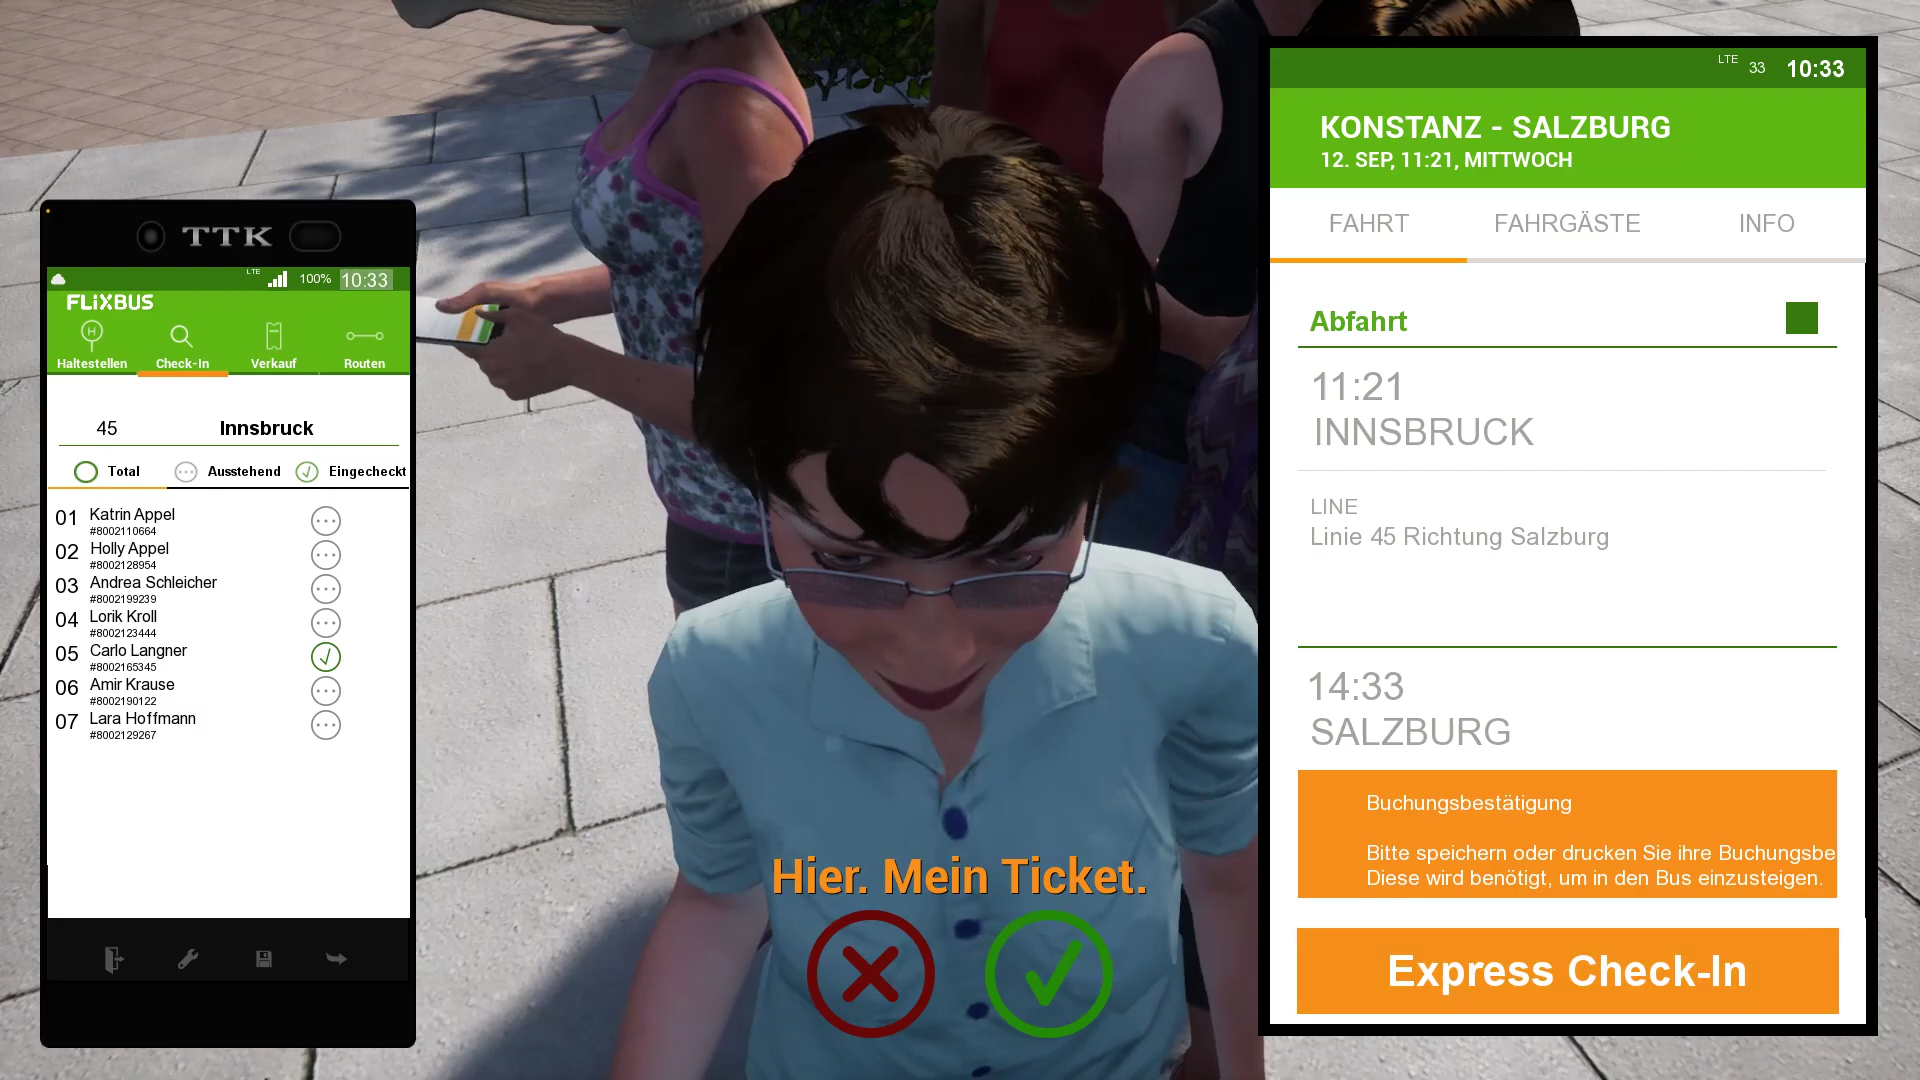 TTK
LTE 100% 10:33
FLiXBUS
Haltestellen Check-In Verkauf Routen
45 Innsbruck
Total Ausstehend Eingecheckt
01 Katrin Appel
#8002110664
02 Holly Appel
#8002128954
03 Andrea Schleicher
#8002199239
04 Lorik Kroll
#8002123444
05 Carlo Langner
#8002165345
06 Amir Krause
#8002190122
07 Lara Hoffmann
#8002129267
Hier. Mein Ticket.
LTE 33 10:33
KONSTANZ - SALZBURG
12. SEP, 11:21, MITTWOCH
FAHRT FAHRGÄSTE INFO
Abfahrt
11:21
INNSBRUCK
LINE
Linie 45 Richtung Salzburg
14:33
SALZBURG
Buchungsbestätigung
Bitte speichern oder drucken Sie ihre Buchungsbe
Diese wird benötigt, um in den Bus einzusteigen.
Express Check-In